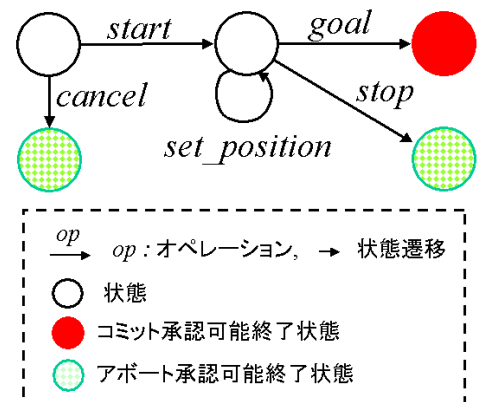 start
goal
cancel
stop
set_position
op
op : オペレーション, → 状態遷移
状態
コミット承認可能終了状態
アボート承認可能終了状態